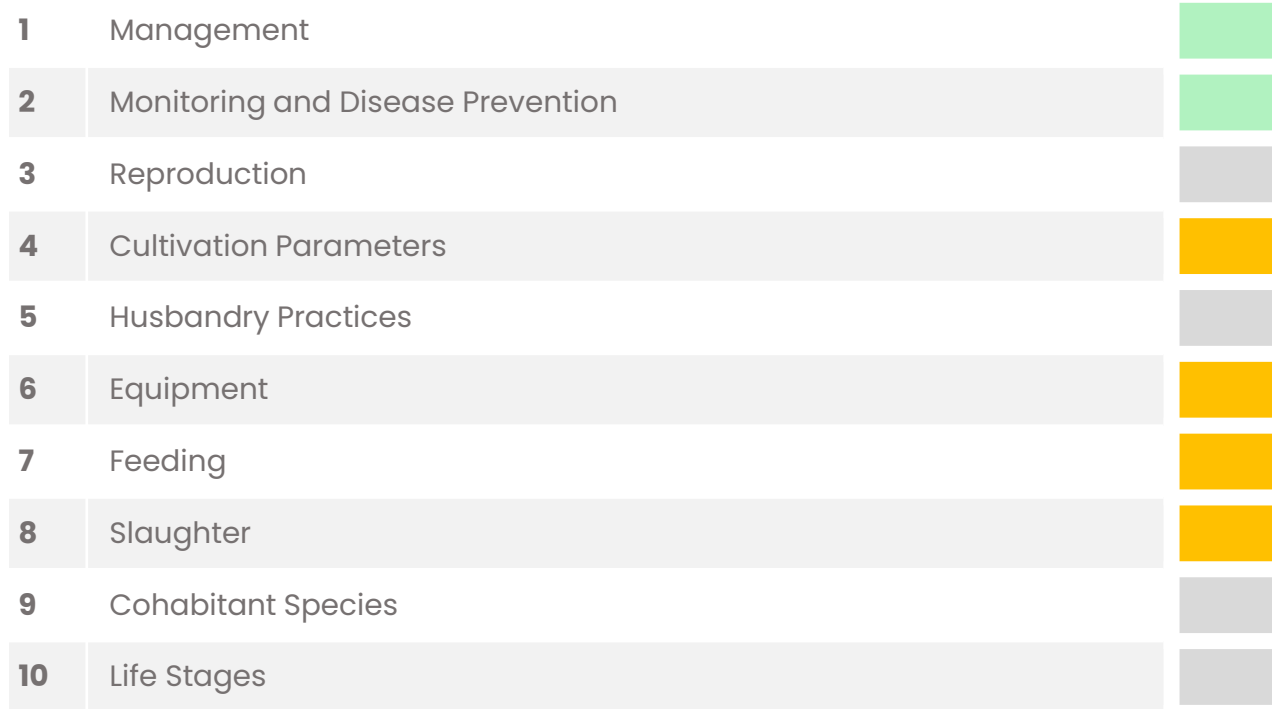 1 Management
2 Monitoring and Disease Prevention
3 Reproduction
4 Cultivation Parameters
5 Husbandry Practices
6 Equipment
7 Feeding
8 Slaughter
9 Cohabitant Species
10 Life Stages